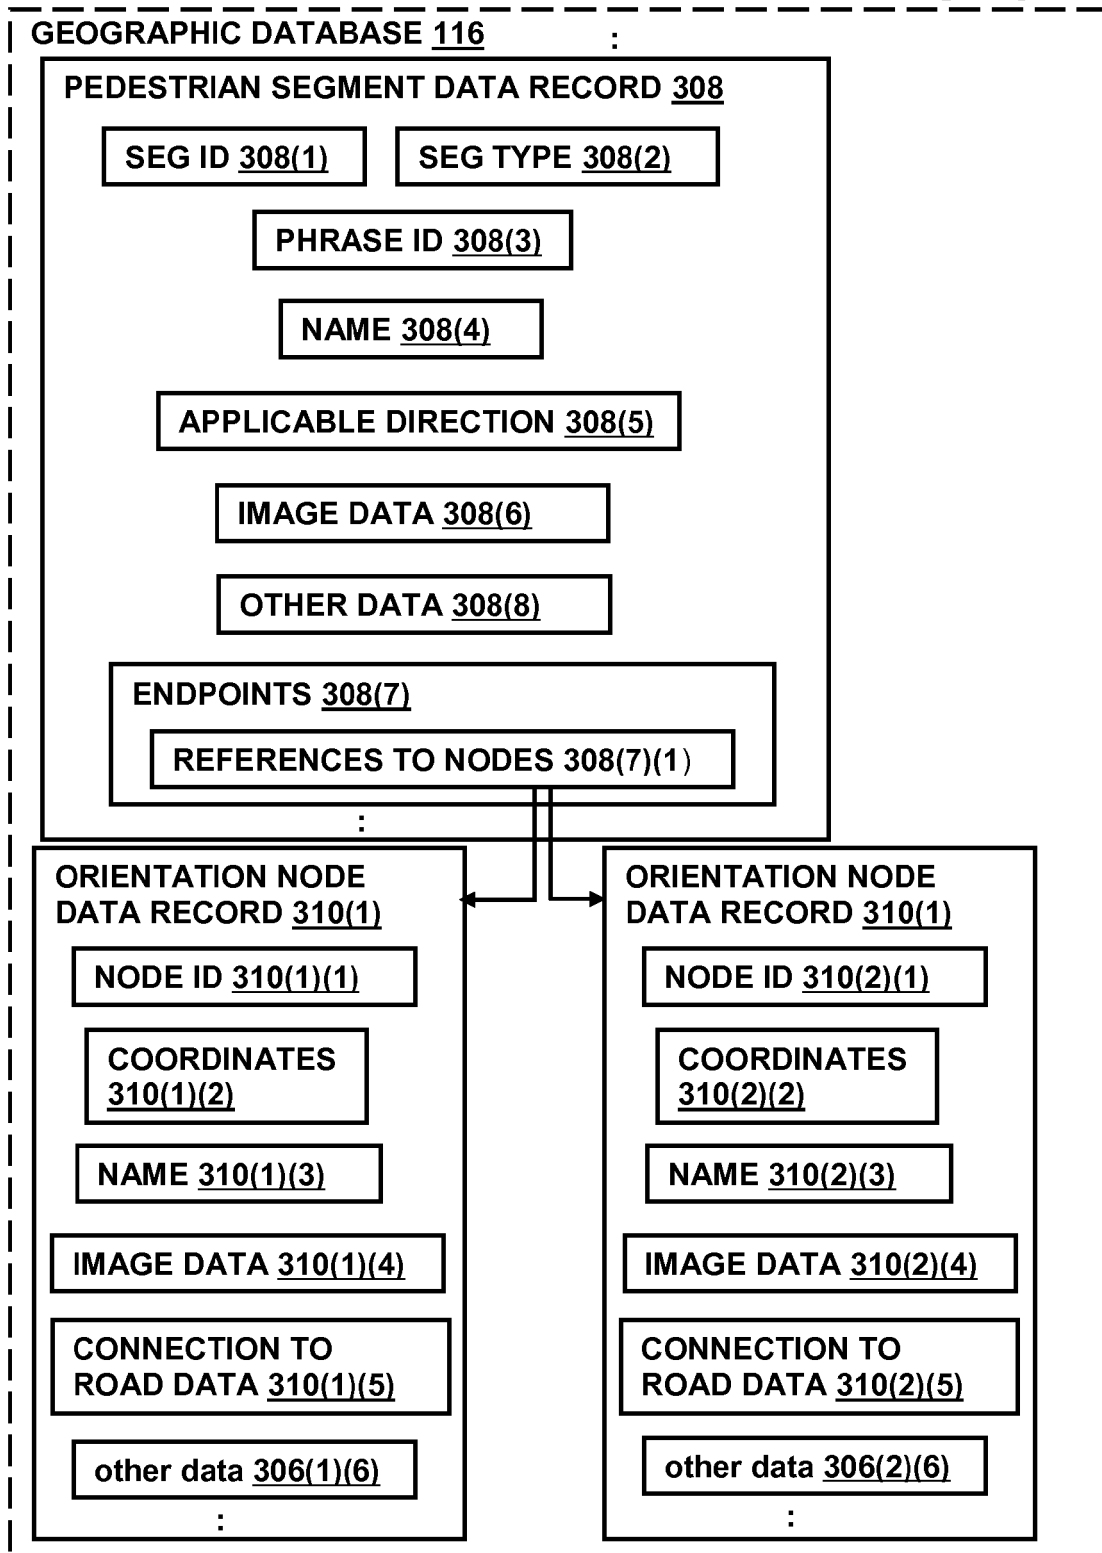 GEOGRAPHIC DATABASE 116
:
PEDESTRIAN SEGMENT DATA RECORD 308
SEG ID 308(1)
SEG TYPE 308(2)
PHRASE ID 308(3)
NAME 308(4)
APPLICABLE DIRECTION 308(5)
IMAGE DATA 308(6)
OTHER DATA 308(8)
ENDPOINTS 308(7)
REFERENCES TO NODES 308(7)(1)
:
ORIENTATION NODE
DATA RECORD 310(1)
NODE ID 310(1)(1)
COORDINATES
310(1)(2)
NAME 310(1)(3)
IMAGE DATA 310(1)(4)
CONNECTION TO
ROAD DATA 310(1)(5)
other data 306(1)(6)
:
ORIENTATION NODE
DATA RECORD 310(1)
NODE ID 310(2)(1)
COORDINATES
310(2)(2)
NAME 310(2)(3)
IMAGE DATA 310(2)(4)
CONNECTION TO
ROAD DATA 310(2)(5)
other data 306(2)(6)
: